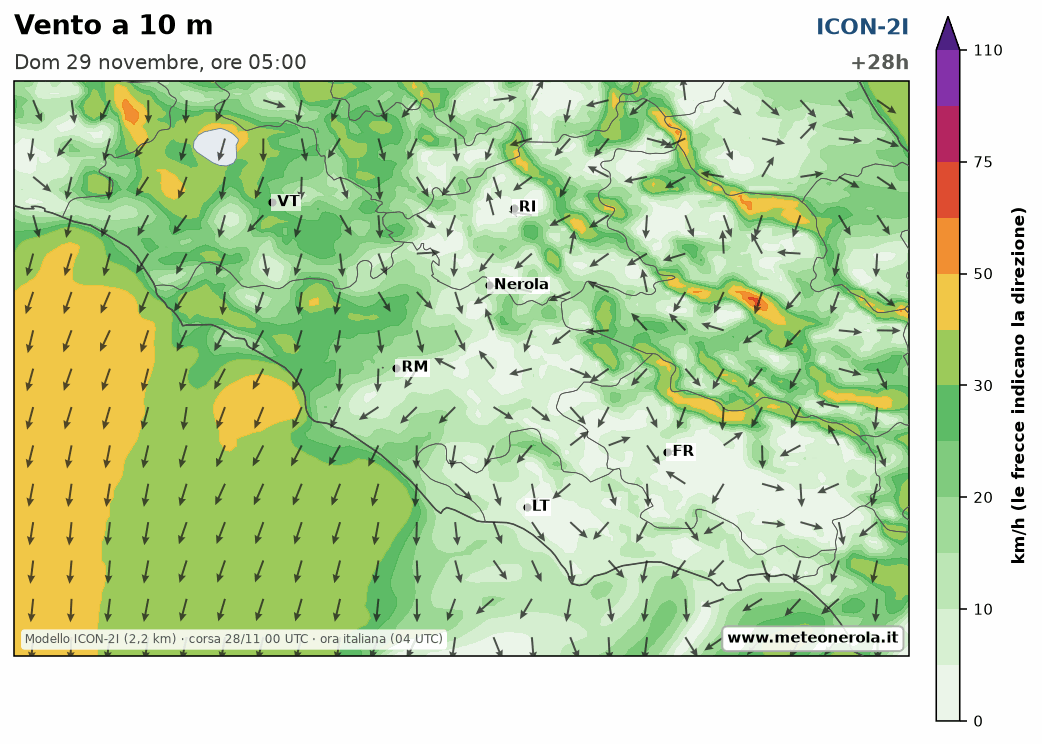 Vento a 10 m
ICON-2I
Dom 29 novembre, ore 05:00
+28h
110
75
50
30
20
10
0
km/h (le frecce indicano la direzione)
VT
RI
Nerola
RM
FR
LT
Modello ICON-2I (2,2 km) · corsa 28/11 00 UTC · ora italiana (04 UTC)
www.meteonerola.it